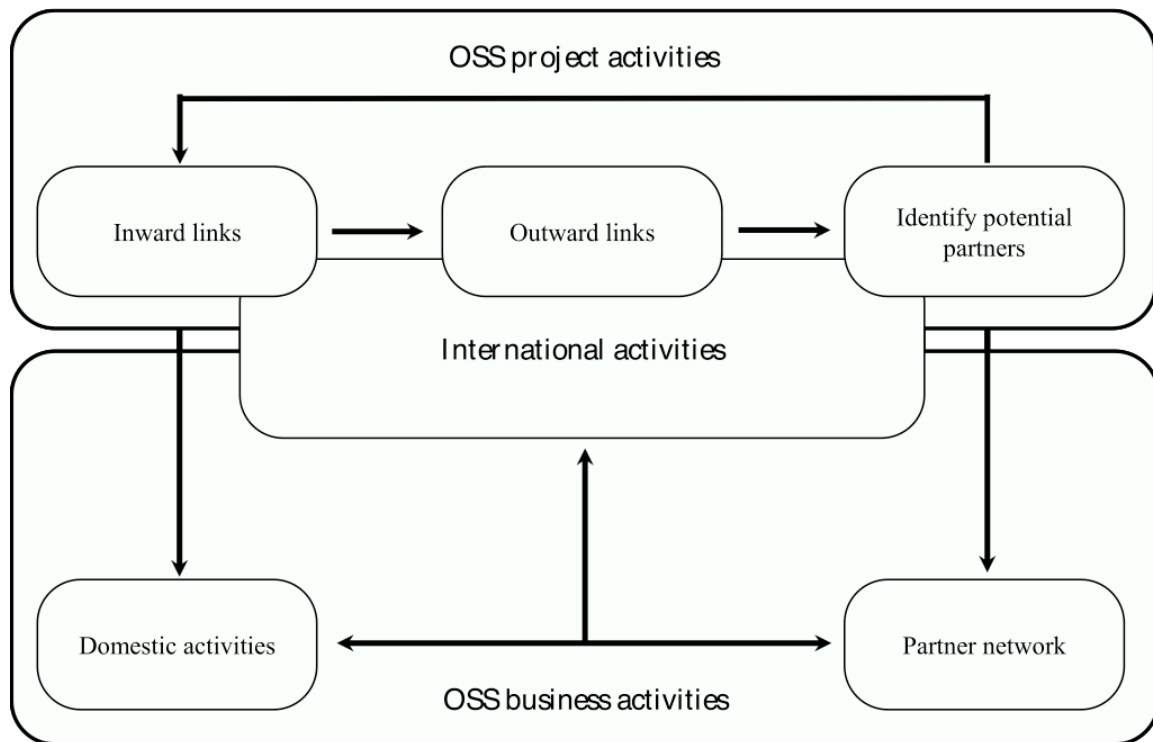 OSS project activities
Inward links
Outward links
Identify potential
partners
International activities
Domestic activities
Partner network
OSS business activities